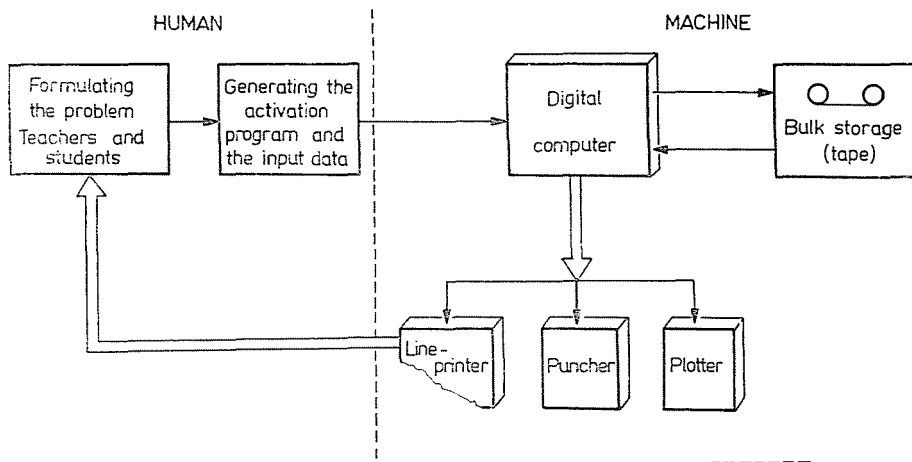 HUMAN
MACHINE
Formulating
the problem
Teachers and
students
Generating the
activation
program and
the input data
Digital
computer
Bulk storage
(tape)
Line-
printer
Puncher
Plotter